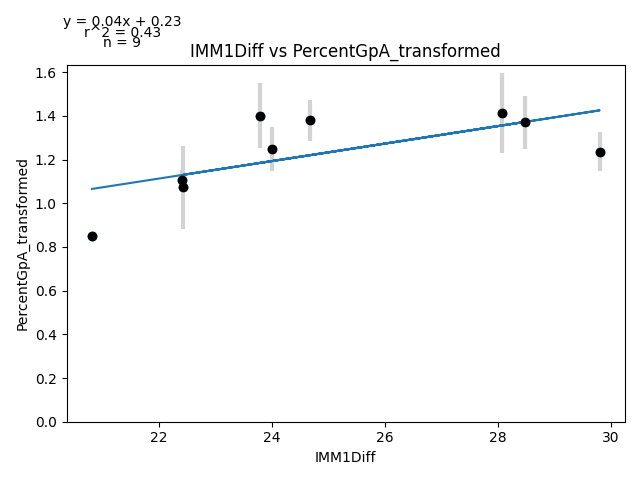 y = 0.04x + 0.23
r^2 = 0.43
n = 9
IMM1Diff vs PercentGpA_transformed
PercentGpA_transformed
1.6
1.4
1.2
1.0
0.8
0.6
0.4
0.2
0.0
22
24
26
28
30
IMM1Diff